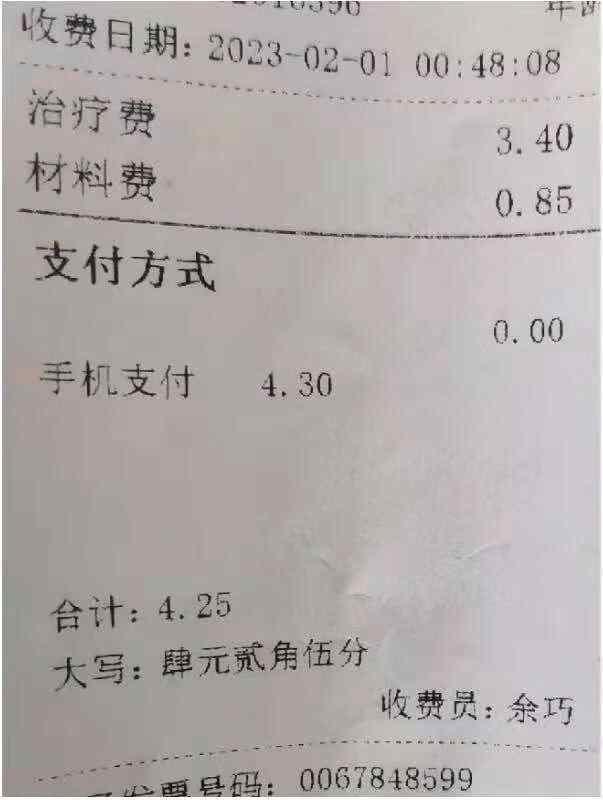 收费日期: 2023-02-01 00:48:08
治疗费 3.40
材料费 0.85
支付方式
0.00
手机支付 4.30
合计: 4.25
大写: 肆元贰角伍分
收费员: 余巧
发票号码: 0067848599